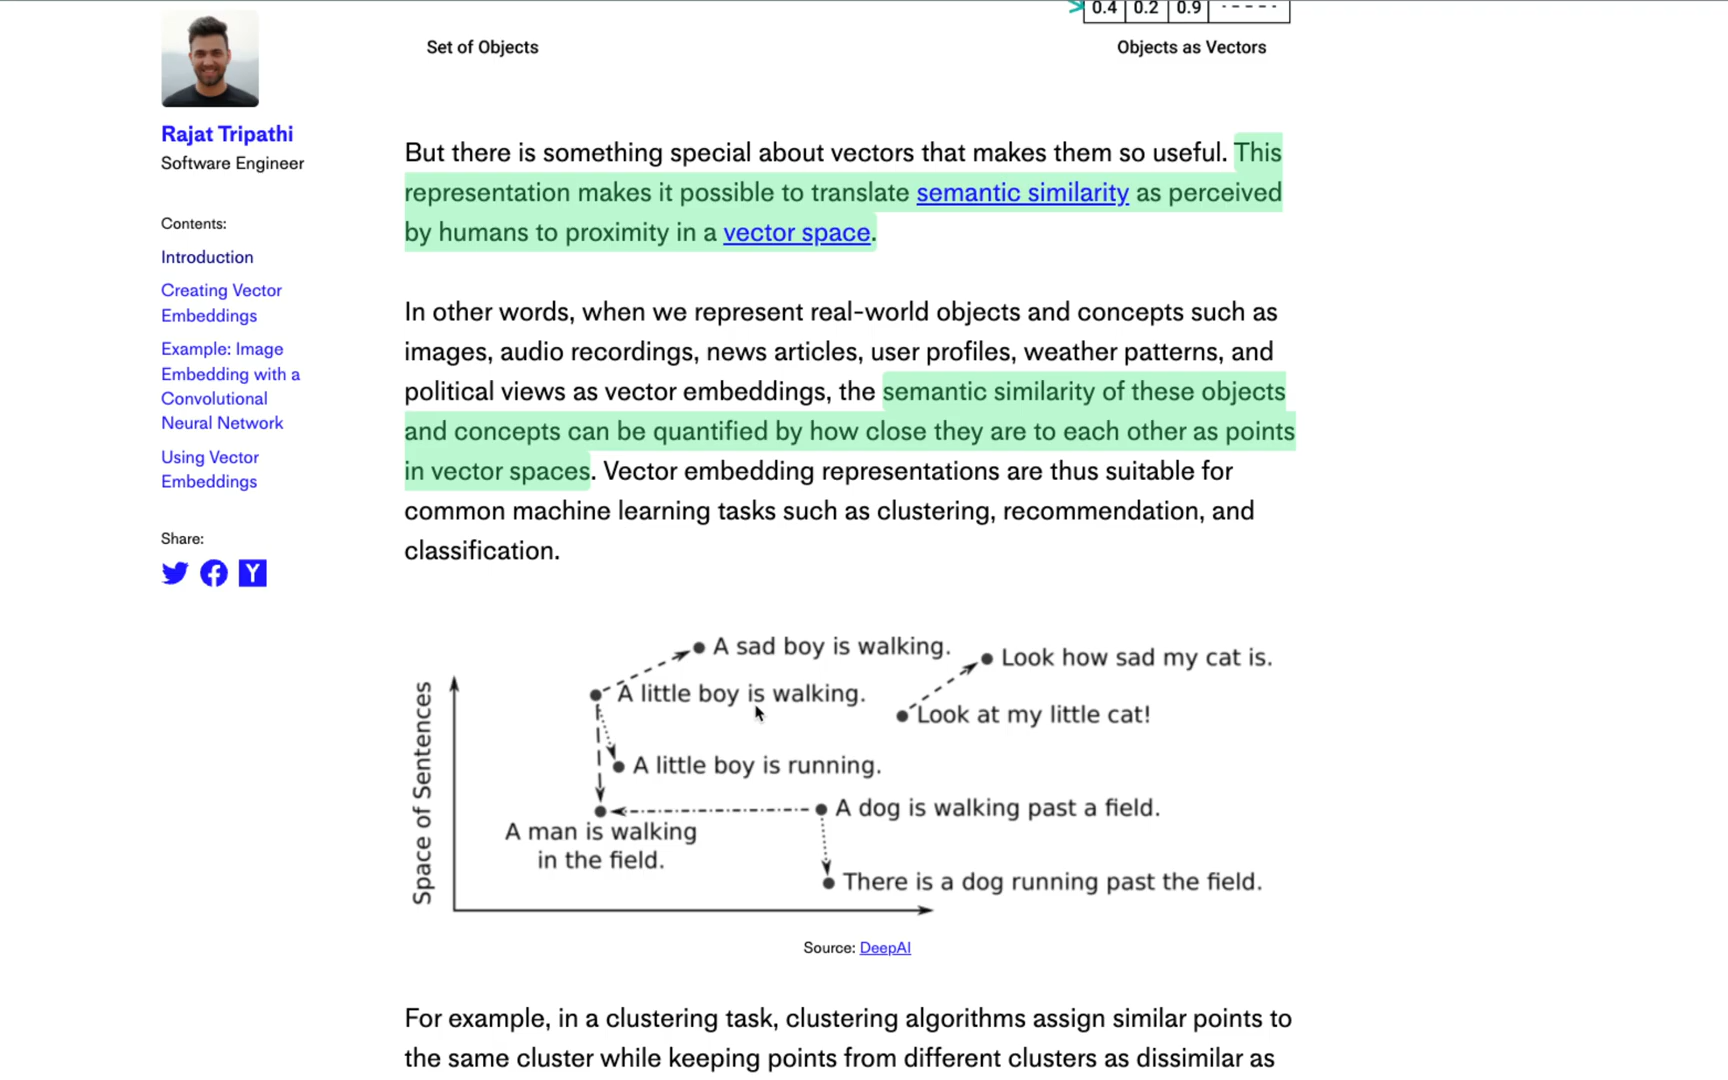 0.4 0.2 0.9 -----
Set of Objects
Objects as Vectors
Rajat Tripathi
Software Engineer
Contents:
Introduction
Creating Vector
Embeddings
Example: Image
Embedding with a
Convolutional
Neural Network
Using Vector
Embeddings
Share:
Y
But there is something special about vectors that makes them so useful. This
representation makes it possible to translate semantic similarity as perceived
by humans to proximity in a vector space.
In other words, when we represent real-world objects and concepts such as
images, audio recordings, news articles, user profiles, weather patterns, and
political views as vector embeddings, the semantic similarity of these objects
and concepts can be quantified by how close they are to each other as points
in vector spaces. Vector embedding representations are thus suitable for
common machine learning tasks such as clustering, recommendation, and
classification.
Space of Sentences
A sad boy is walking.
Look how sad my cat is.
A little boy is walking.
Look at my little cat!
A little boy is running.
A dog is walking past a field.
A man is walking
in the field.
There is a dog running past the field.
Source: DeepAI
For example, in a clustering task, clustering algorithms assign similar points to
the same cluster while keeping points from different clusters as dissimilar as